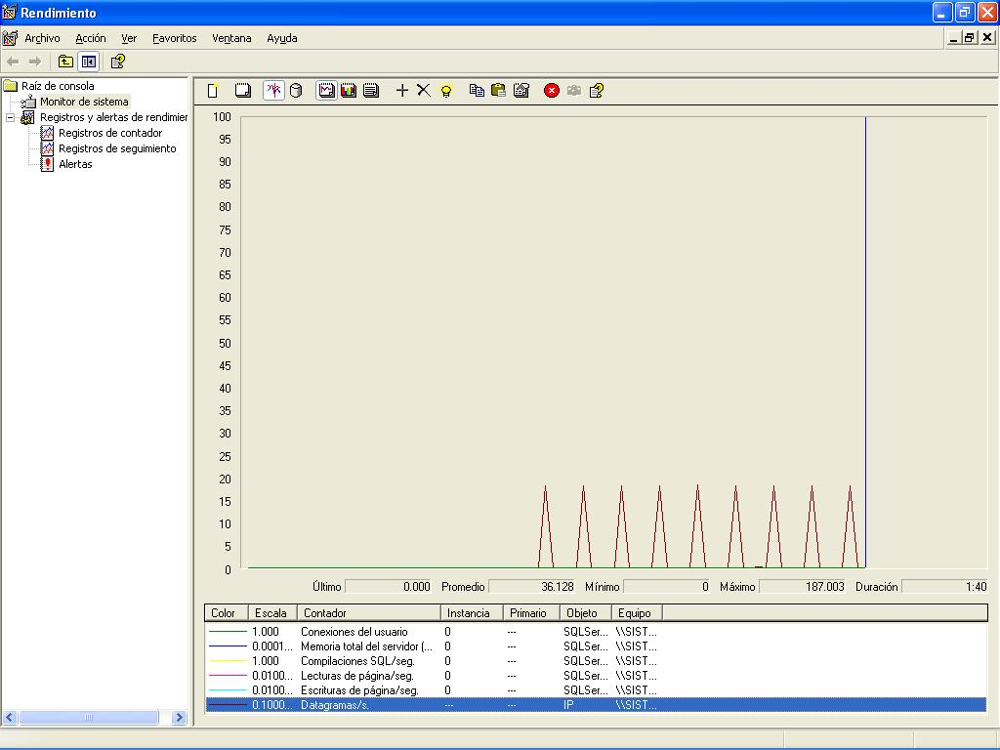 Rendimiento
Archivo Acción Ver Favoritos Ventana Ayuda
Raíz de consola
Monitor de sistema
Registros y alertas de rendimier
Registros de contador
Registros de seguimiento
Alertas
100
95
90
85
80
75
70
65
60
55
50
45
40
35
30
25
20
15
10
5
0
Último 0.000 Promedio 36.128 Mínimo 0 Máximo 187.003 Duración 1:40
Color Escala Contador Instancia Primario Objeto Equipo
1.000 Conexiones del usuario 0 --- SQLSer... \\SIST...
0.0001... Memoria total del servidor (... 0 --- SQLSer... \\SIST...
1.000 Compilaciones SQL/seg. 0 --- SQLSer... \\SIST...
0.0100... Lecturas de página/seg. 0 --- SQLSer... \\SIST...
0.0100... Escrituras de página/seg. 0 --- SQLSer... \\SIST...
0.1000... Datagramas/s. --- --- IP \\SIST...